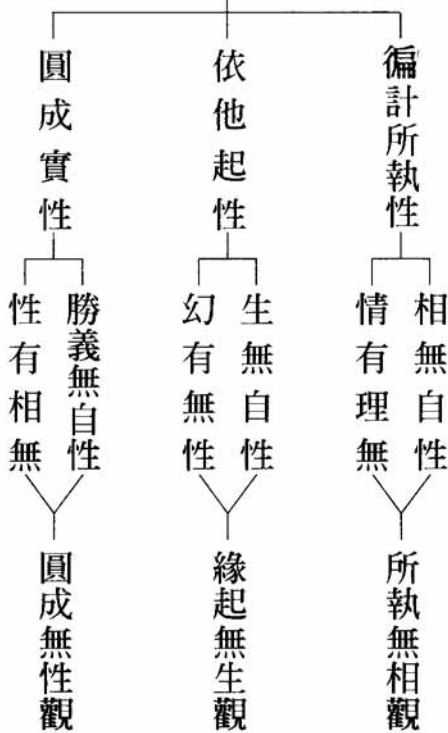 徧計所執性
相無自性
情有理無
所執無相觀
依他起性
生無自性
幻有無性
緣起無生觀
圓成實性
勝義無自性
性有相無
圓成無性觀